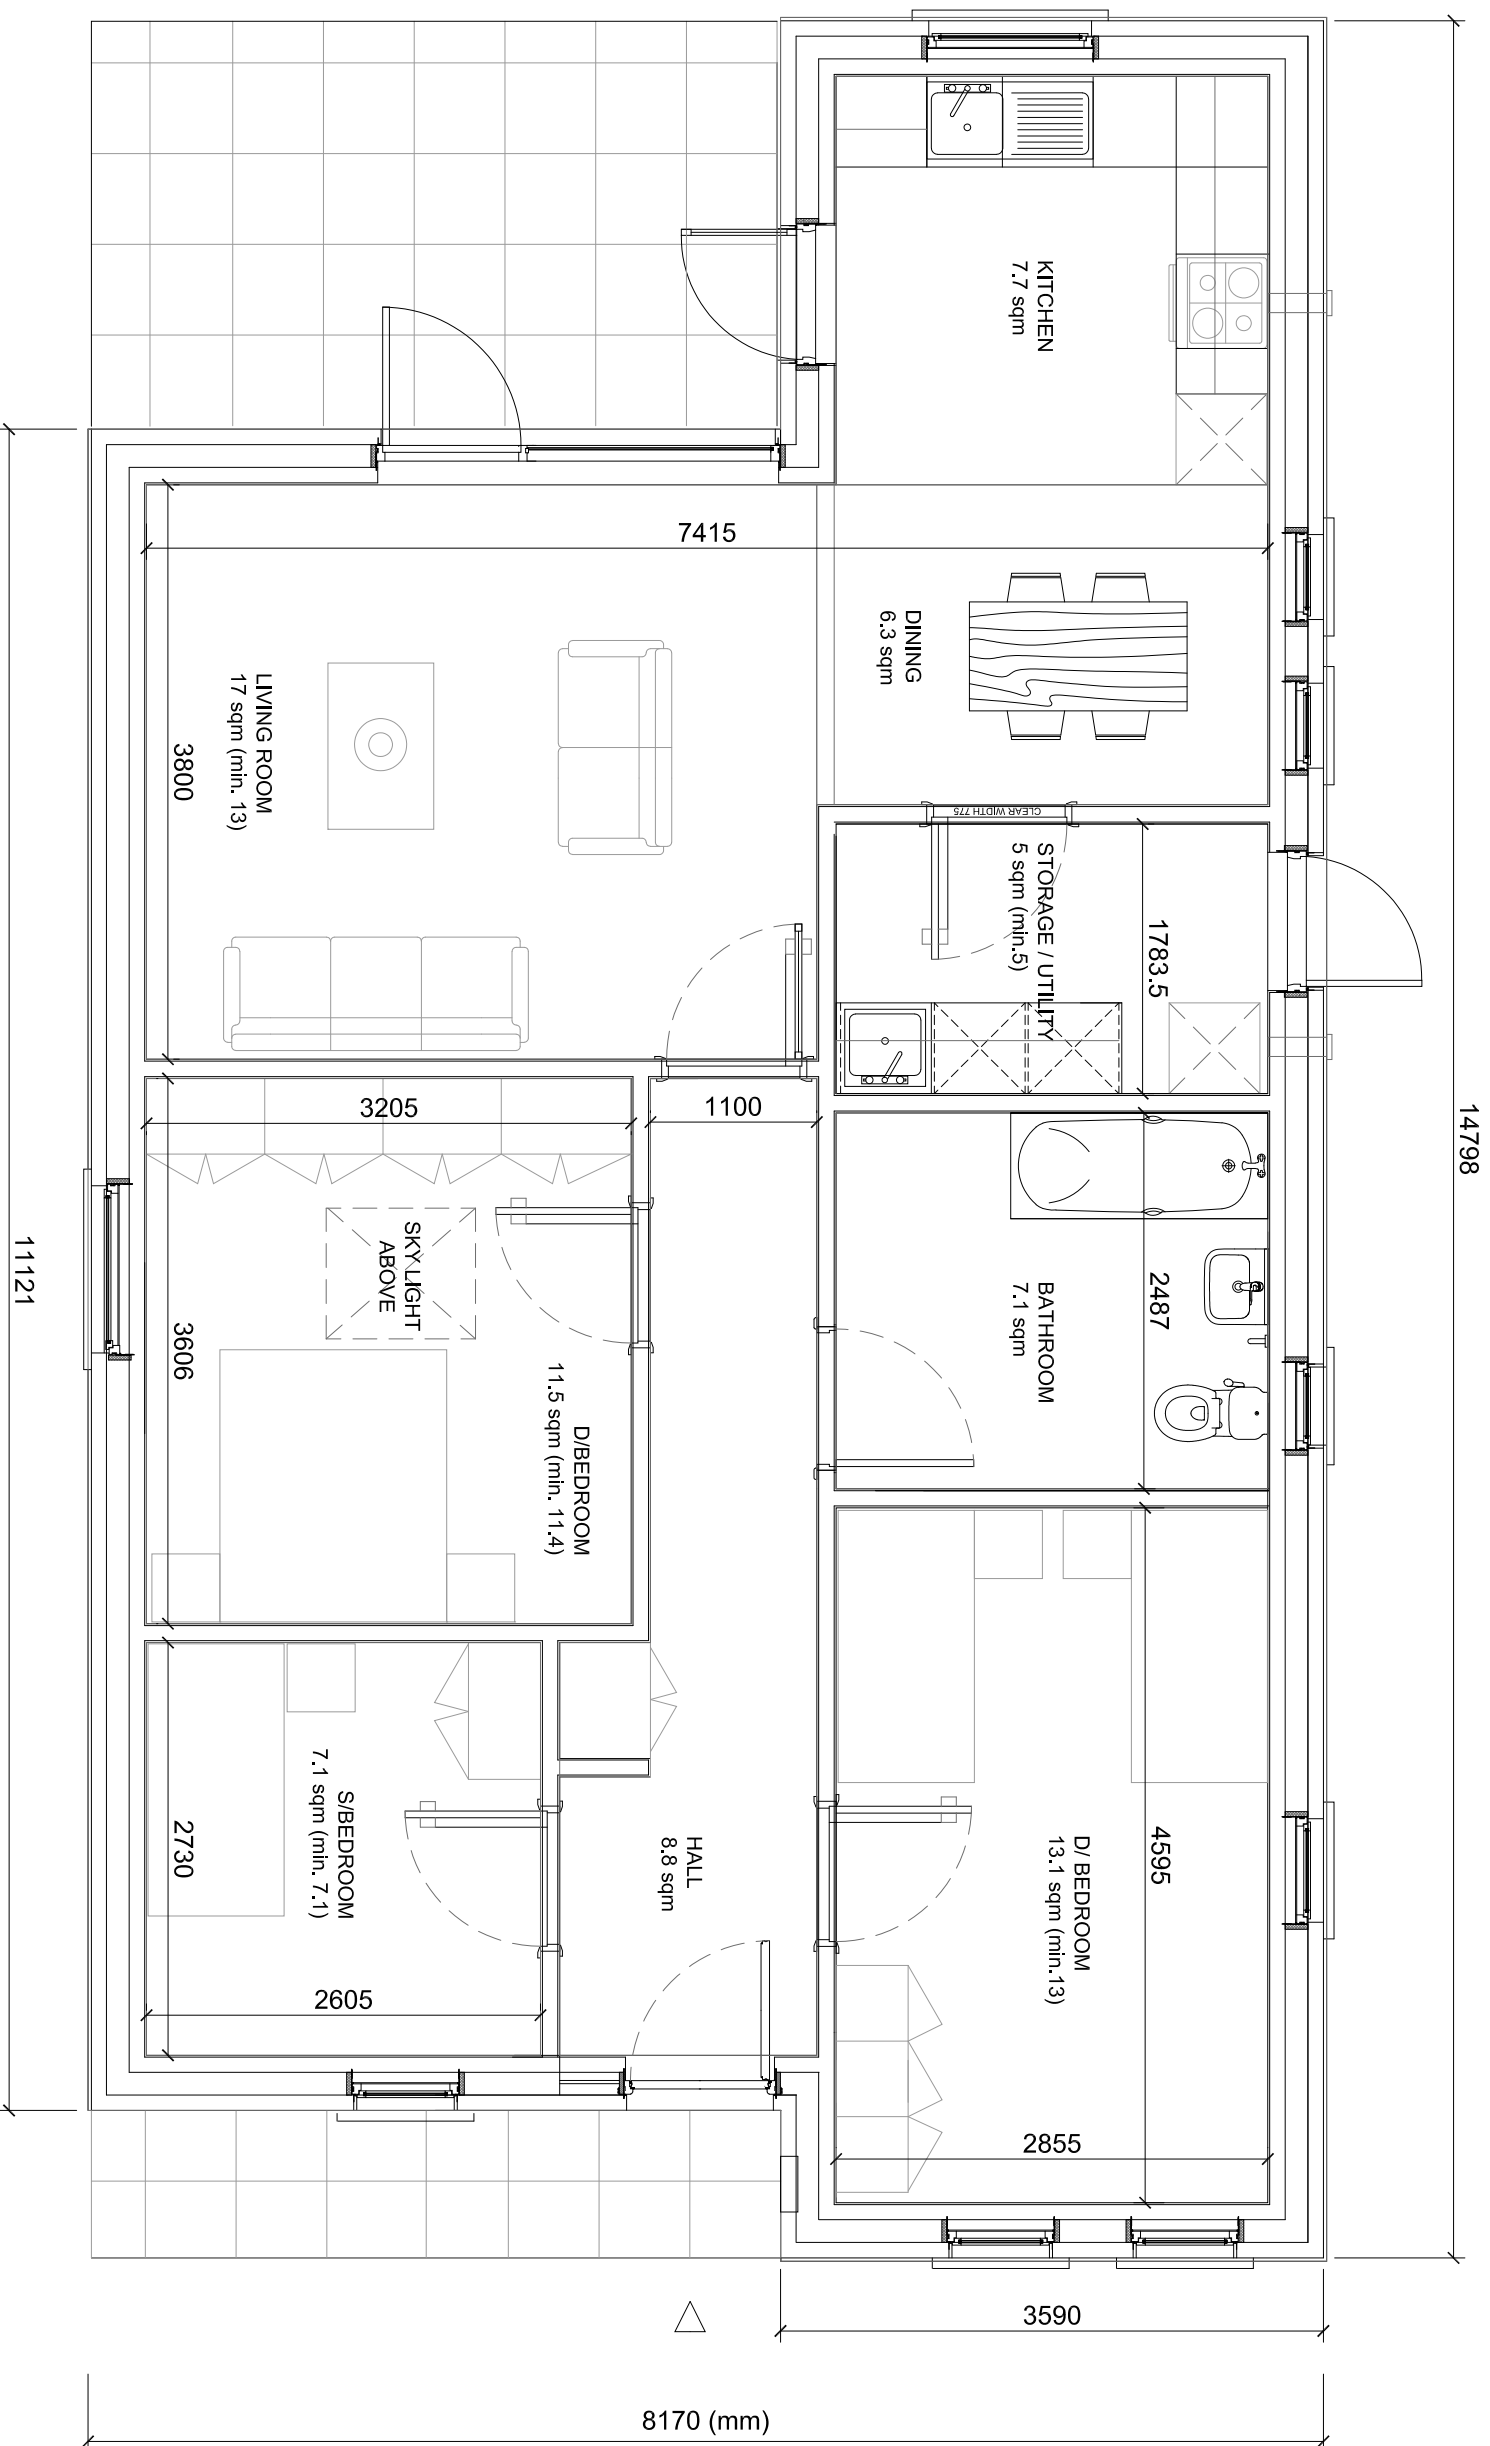 KITCHEN
7.7 sqm
7415
DINING
6.3 sqm
LIVING ROOM
17 sqm (min. 13)
3800
CLEAR WIDTH 775
STORAGE / UTILITY
5 sqm (min.5)
1783.5
14798
3205
1100
SKY LIGHT
ABOVE
3606
D/BEDROOM
11.5 sqm (min. 11.4)
BATHROOM
7.1 sqm
2487
11121
S/BEDROOM
7.1 sqm (min. 7.1)
2730
2605
HALL
8.8 sqm
D/ BEDROOM
13.1 sqm (min.13)
4595
2855
3590
8170 (mm)